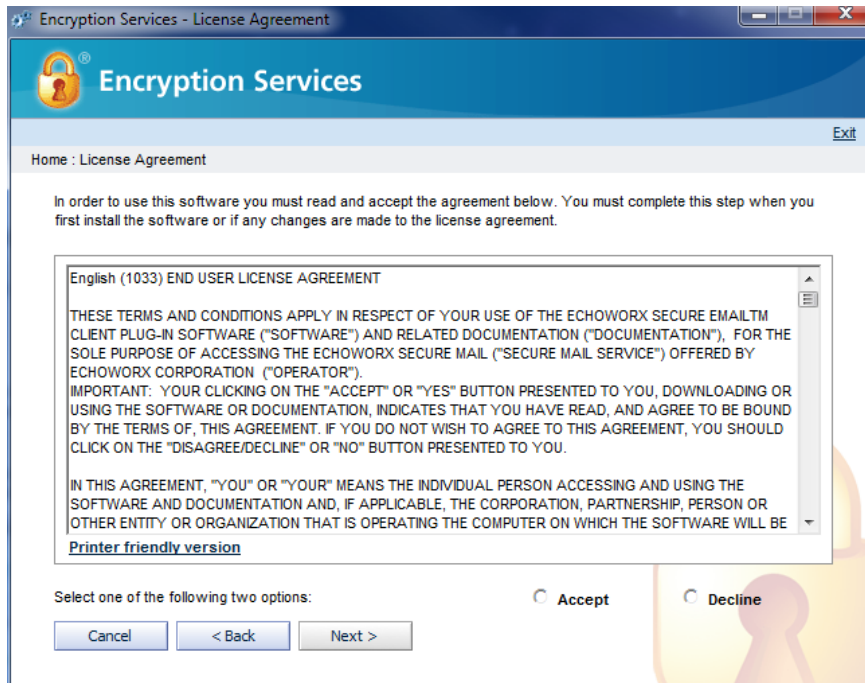 Encryption Services - License Agreement
®
Encryption Services
Exit
Home : License Agreement
In order to use this software you must read and accept the agreement below. You must complete this step when you
first install the software or if any changes are made to the license agreement.
English (1033) END USER LICENSE AGREEMENT
THESE TERMS AND CONDITIONS APPLY IN RESPECT OF YOUR USE OF THE ECHOWORX SECURE EMAILTM
CLIENT PLUG-IN SOFTWARE ("SOFTWARE") AND RELATED DOCUMENTATION ("DOCUMENTATION"), FOR THE
SOLE PURPOSE OF ACCESSING THE ECHOWORX SECURE MAIL ("SECURE MAIL SERVICE") OFFERED BY
ECHOWORX CORPORATION ("OPERATOR").
IMPORTANT: YOUR CLICKING ON THE "ACCEPT" OR "YES" BUTTON PRESENTED TO YOU, DOWNLOADING OR
USING THE SOFTWARE OR DOCUMENTATION, INDICATES THAT YOU HAVE READ, AND AGREE TO BE BOUND
BY THE TERMS OF, THIS AGREEMENT. IF YOU DO NOT WISH TO AGREE TO THIS AGREEMENT, YOU SHOULD
CLICK ON THE "DISAGREE/DECLINE" OR "NO" BUTTON PRESENTED TO YOU.
IN THIS AGREEMENT, "YOU" OR "YOUR" MEANS THE INDIVIDUAL PERSON ACCESSING AND USING THE
SOFTWARE AND DOCUMENTATION AND, IF APPLICABLE, THE CORPORATION, PARTNERSHIP, PERSON OR
OTHER ENTITY OR ORGANIZATION THAT IS OPERATING THE COMPUTER ON WHICH THE SOFTWARE WILL BE
Printer friendly version
Select one of the following two options:
Accept
Decline
Cancel
< Back
Next >